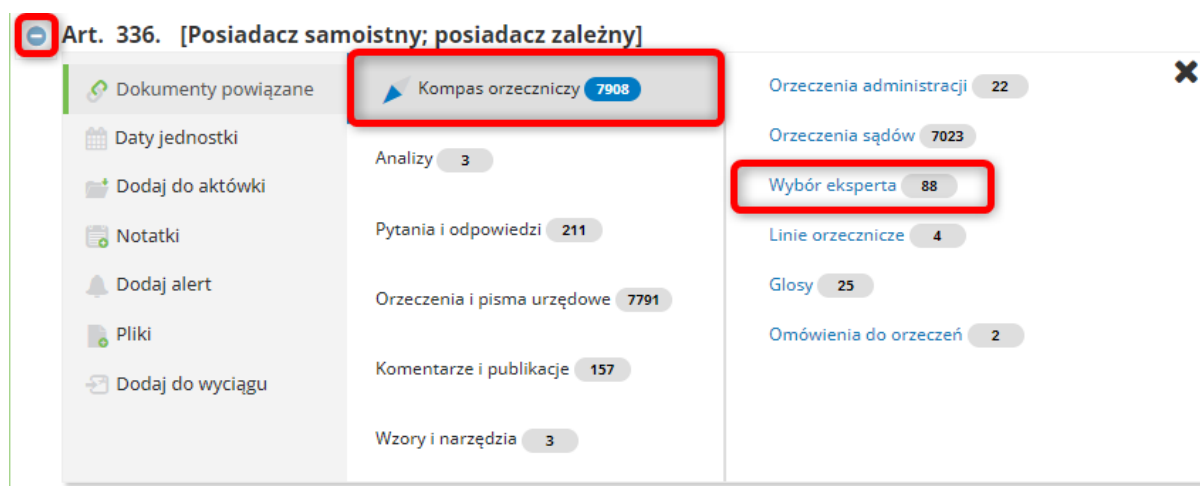 Art. 336. [Posiadacz samoistny; posiadacz zależny]
Dokumenty powiązane
Daty jednostki
Dodaj do aktówki
Notatki
Dodaj alert
Pliki
Dodaj do wyciągu
Kompas orzeczniczy 7908
Analizy 3
Pytania i odpowiedzi 211
Orzeczenia i pisma urzędowe 7791
Komentarze i publikacje 157
Wzory i narzędzia 3
Orzeczenia administracji 22
Orzeczenia sądów 7023
Wybór eksperta 88
Linie orzecznicze 4
Glosy 25
Omówienia do orzeczeń 2